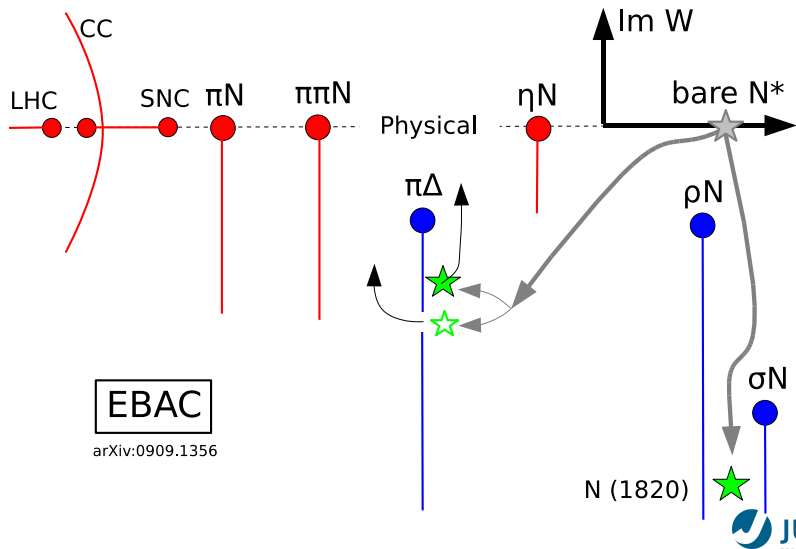 Im W
CC
LHC
SNC
πN
ππN
ηN
bare N*
Physical
πΔ
ρN
σN
EBAC
arXiv:0909.1356
N (1820)